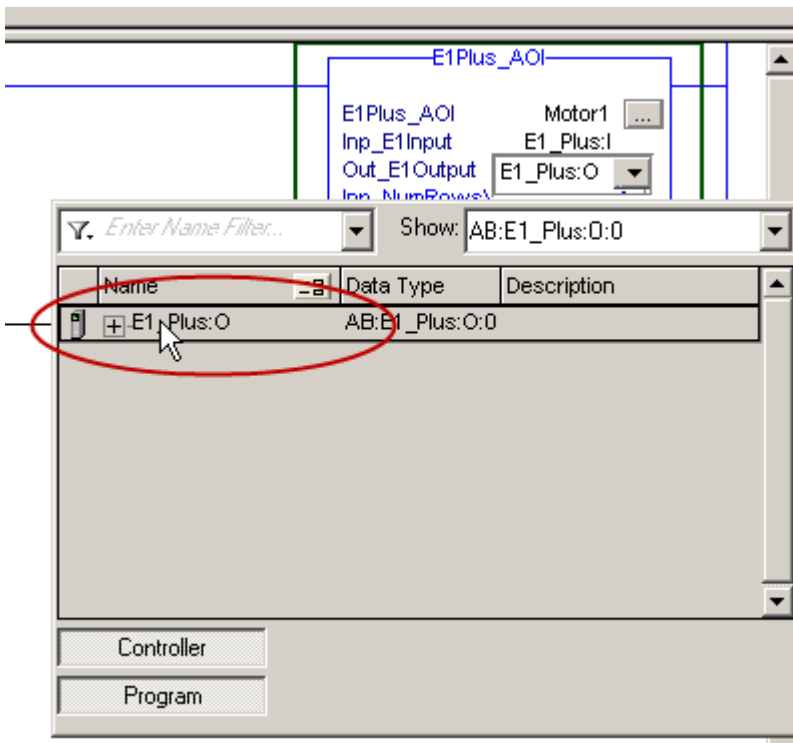 E1Plus_AOI
E1Plus_AOI Motor1 ...
Inp_E1Input E1_Plus:I
Out_E1Output E1_Plus:O
Enter Name Filter... Show: AB:E1_Plus:O:0
Name Data Type Description
E1_Plus:O AB:E1_Plus:O:0
Controller
Program